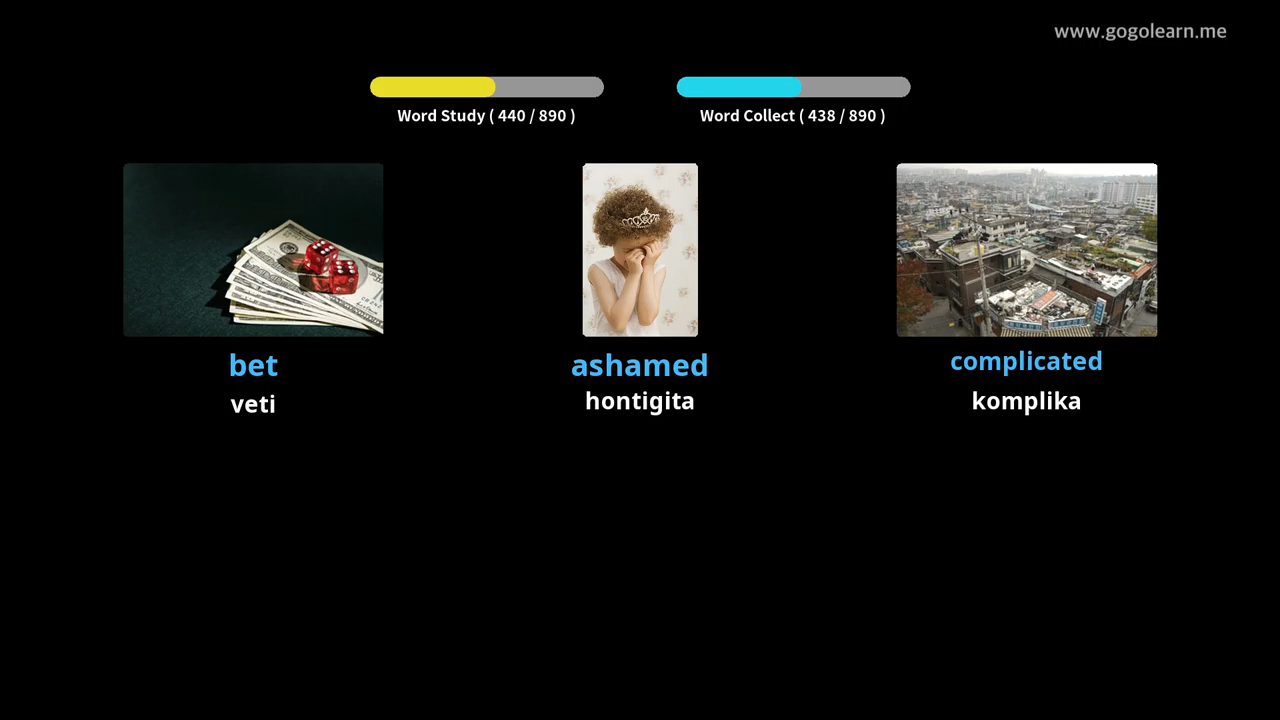 www.gogolearn.me
Word Study ( 440 / 890 )
Word Collect ( 438 / 890 )
bet
ashamed
complicated
veti
hontigita
komplika